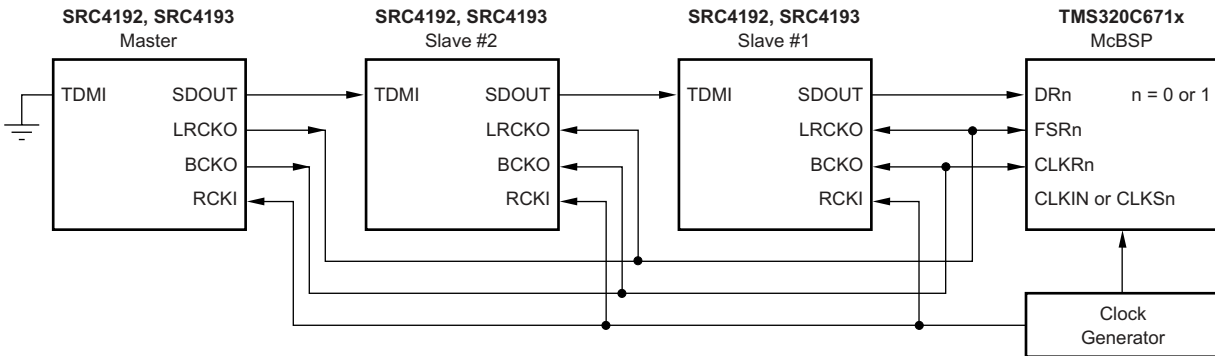 SRC4192, SRC4193
Master
SRC4192, SRC4193
Slave #2
SRC4192, SRC4193
Slave #1
TMS320C671x
McBSP
TDMI SDOUT
LRCKO
BCKO
RCKI
TDMI SDOUT
LRCKO
BCKO
RCKI
TDMI SDOUT
LRCKO
BCKO
RCKI
DRn n = 0 or 1
FSRn
CLKRn
CLKIN or CLKSn
Clock
Generator